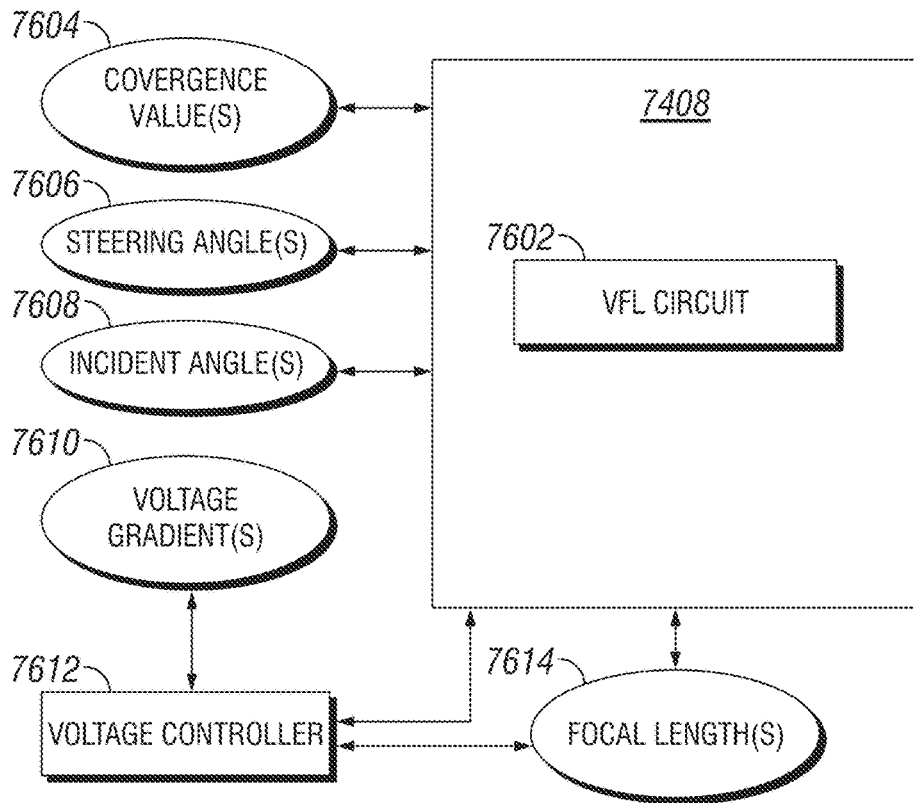 7604
COVERGENCE
VALUE(S)
7408
7606
STEERING ANGLE(S)
7602
VFL CIRCUIT
7608
INCIDENT ANGLE(S)
7610
VOLTAGE
GRADIENT(S)
7612
VOLTAGE CONTROLLER
7614
FOCAL LENGTH(S)